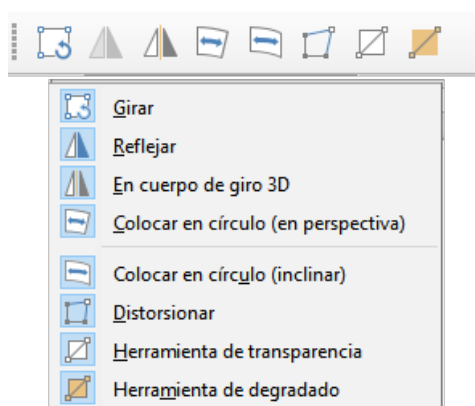 Girar
Reflejar
En cuerpo de giro 3D
Colocar en círculo (en perspectiva)
Colocar en círculo (inclinar)
Distorsionar
Herramienta de transparencia
Herramienta de degradado